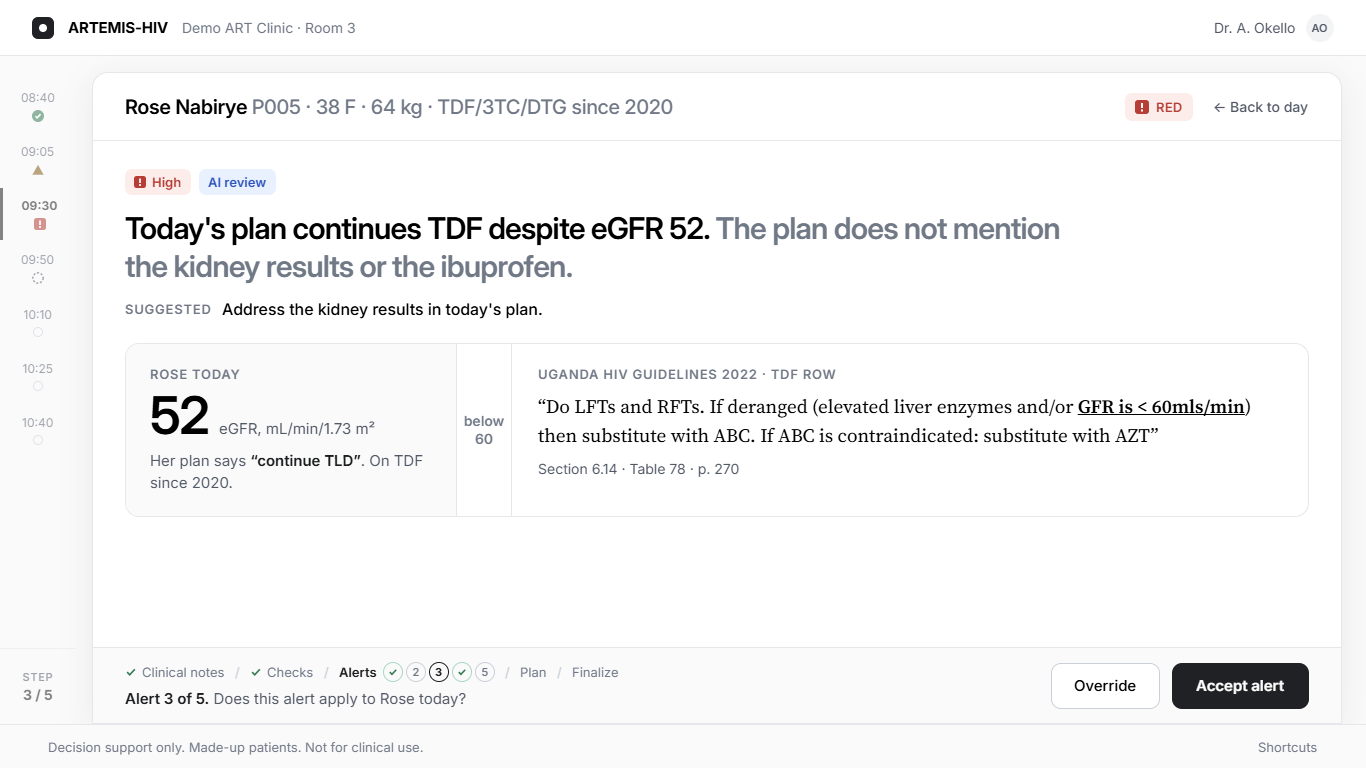 ARTEMIS-HIV Demo ART Clinic · Room 3
Dr. A. Okello AO
08:40
09:05
09:30
09:50
10:10
10:25
10:40
STEP
3 / 5
Rose Nabirye P005 · 38 F · 64 kg · TDF/3TC/DTG since 2020
RED
← Back to day
High
AI review
Today's plan continues TDF despite eGFR 52. The plan does not mention
the kidney results or the ibuprofen.
SUGGESTED Address the kidney results in today's plan.
ROSE TODAY
52 eGFR, mL/min/1.73 m²
Her plan says “continue TLD”. On TDF
since 2020.
below
60
UGANDA HIV GUIDELINES 2022 · TDF ROW
“Do LFTs and RFTs. If deranged (elevated liver enzymes and/or GFR is < 60mls/min)
then substitute with ABC. If ABC is contraindicated: substitute with AZT”
Section 6.14 · Table 78 · p. 270
✓ Clinical notes / ✓ Checks / Alerts ✓ 2 3 ✓ 5 / Plan / Finalize
Alert 3 of 5. Does this alert apply to Rose today?
Override
Accept alert
Decision support only. Made-up patients. Not for clinical use.
Shortcuts